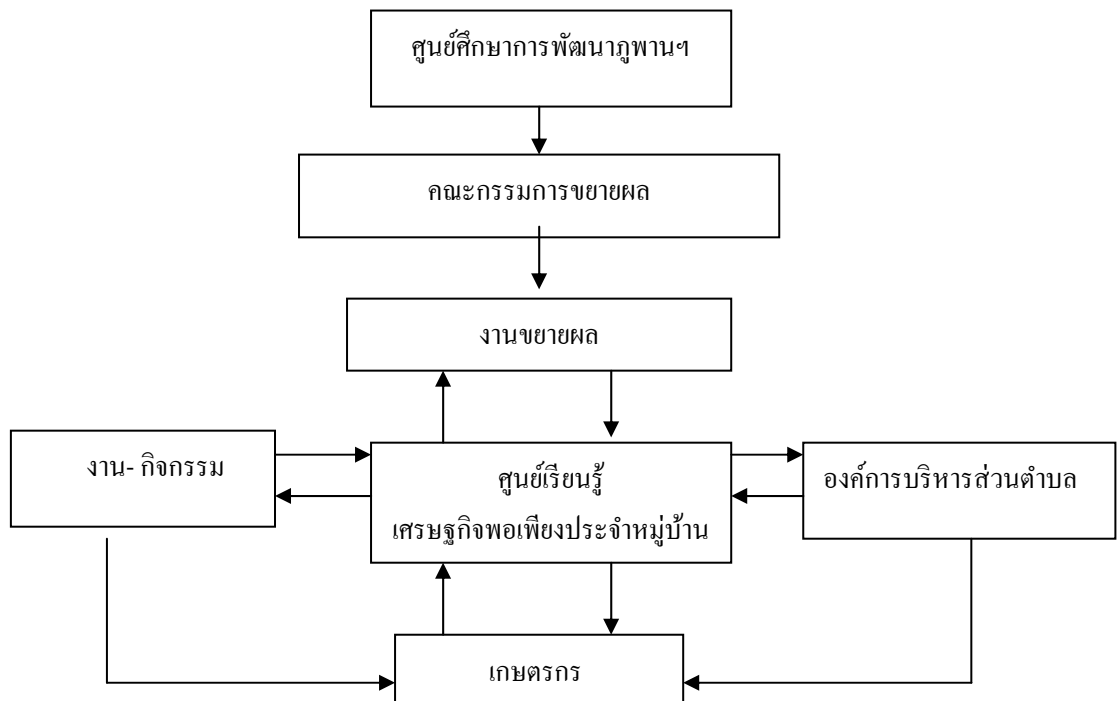 ศูนย์ศึกษาการพัฒนาภูพานฯ
คณะกรรมการขยายผล
งานขยายผล
งาน- กิจกรรม
ศูนย์เรียนรู้
เศรษฐกิจพอเพียงประจำหมู่บ้าน
องค์การบริหารส่วนตำบล
เกษตรกร